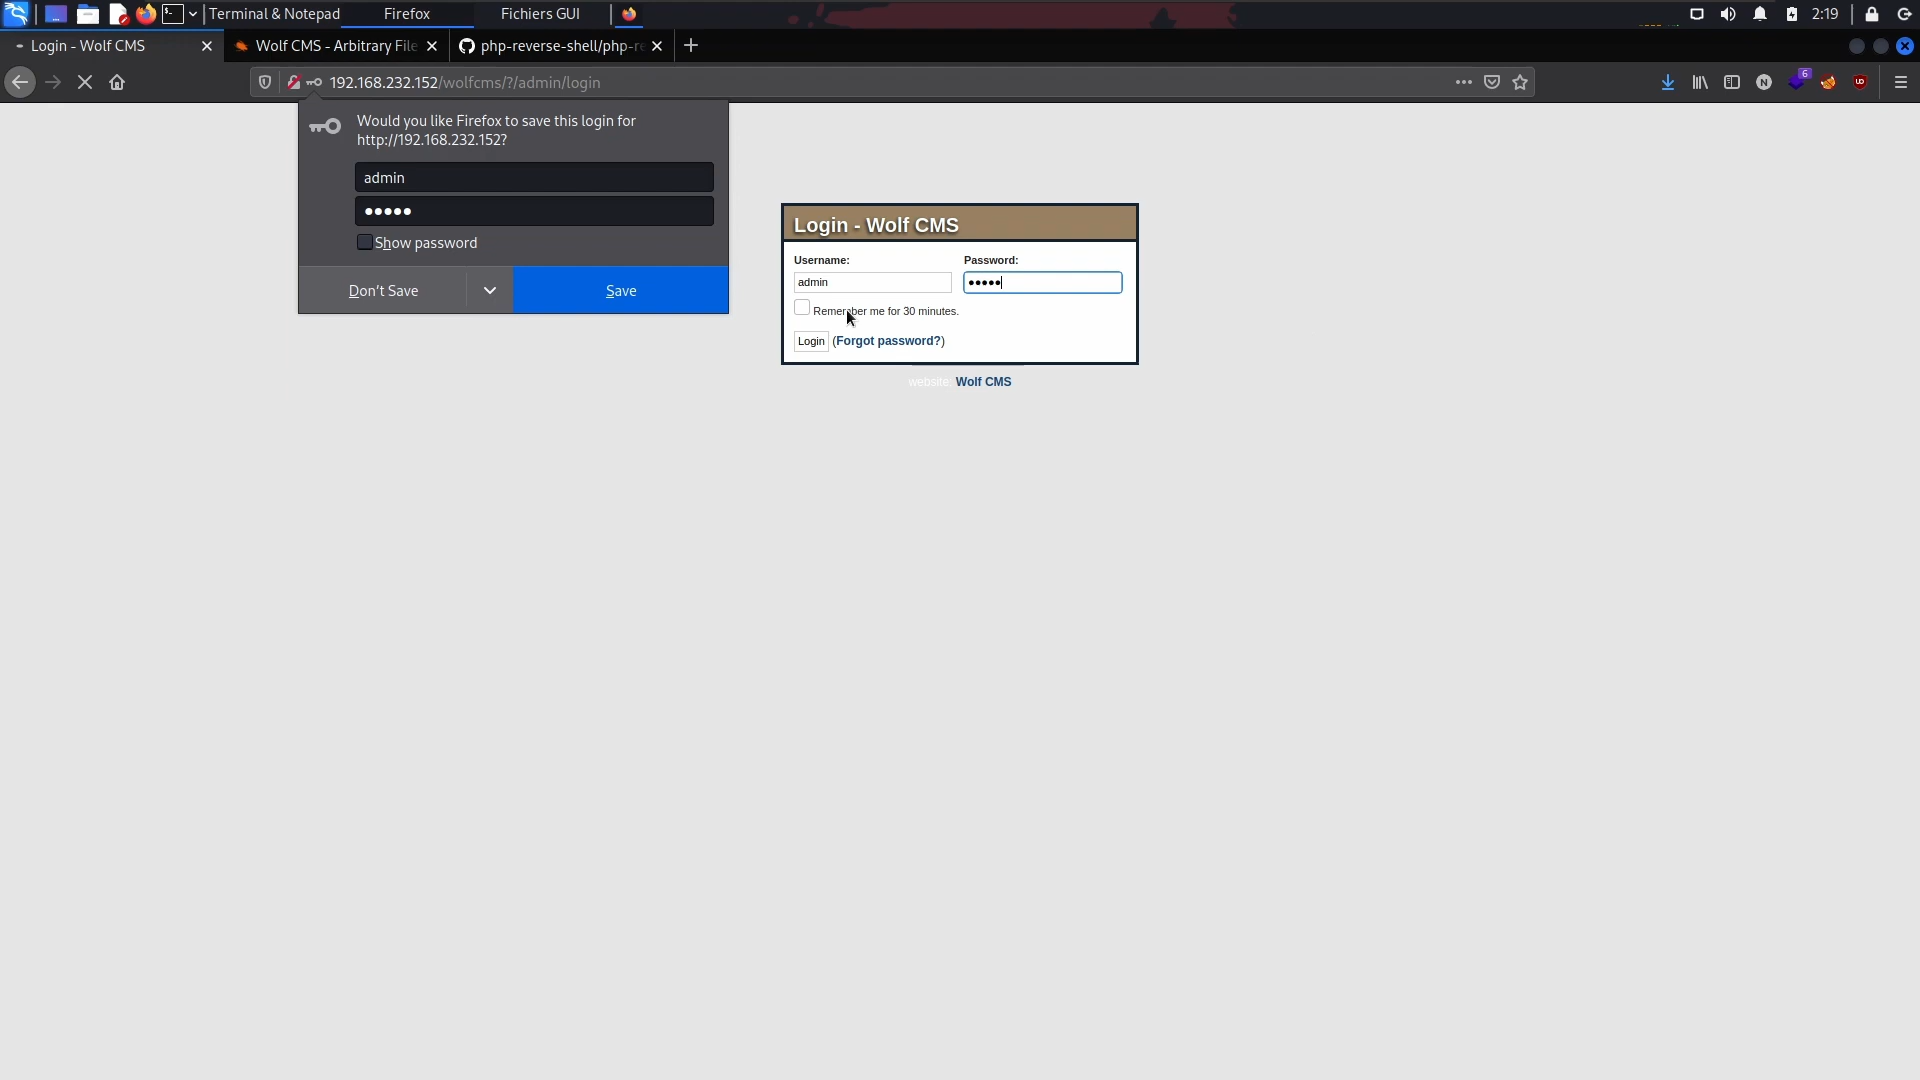 Terminal & Notepad Firefox Fichiers GUI 2:19
Login - Wolf CMS Wolf CMS - Arbitrary File php-reverse-shell/php-re
192.168.232.152/wolfcms/?/admin/login
6
Would you like Firefox to save this login for
http://192.168.232.152?
admin
•••••
Show password
Don't Save Save
Login - Wolf CMS
Username: Password:
admin •••••
Remember me for 30 minutes.
Login (Forgot password?)
website: Wolf CMS